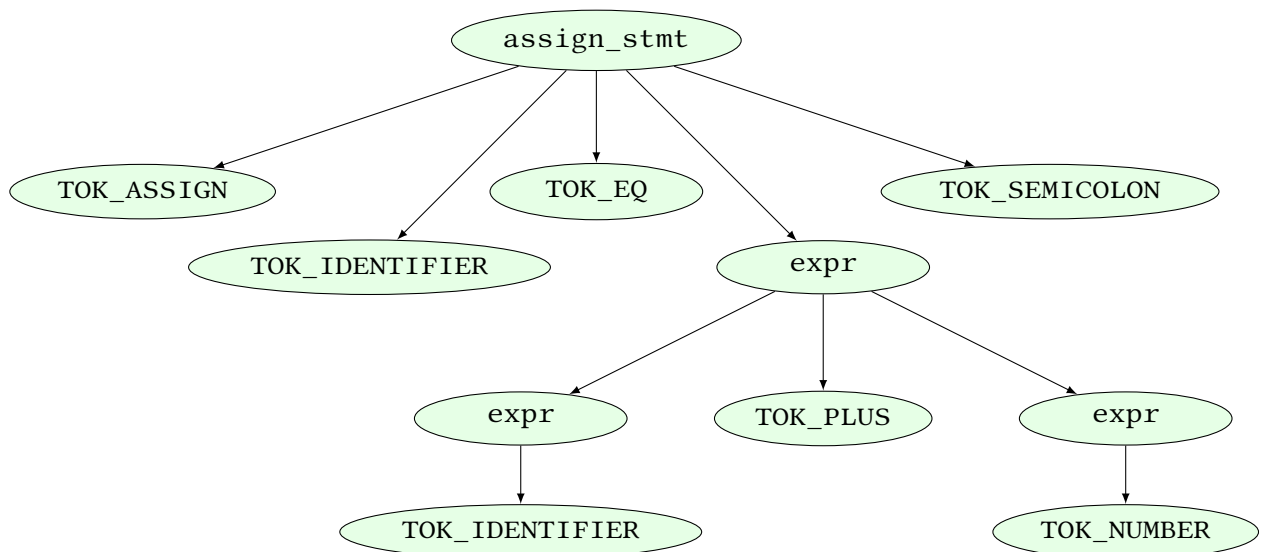 assign_stmt
TOK_ASSIGN
TOK_EQ
TOK_SEMICOLON
TOK_IDENTIFIER
expr
expr
TOK_PLUS
expr
TOK_IDENTIFIER
TOK_NUMBER